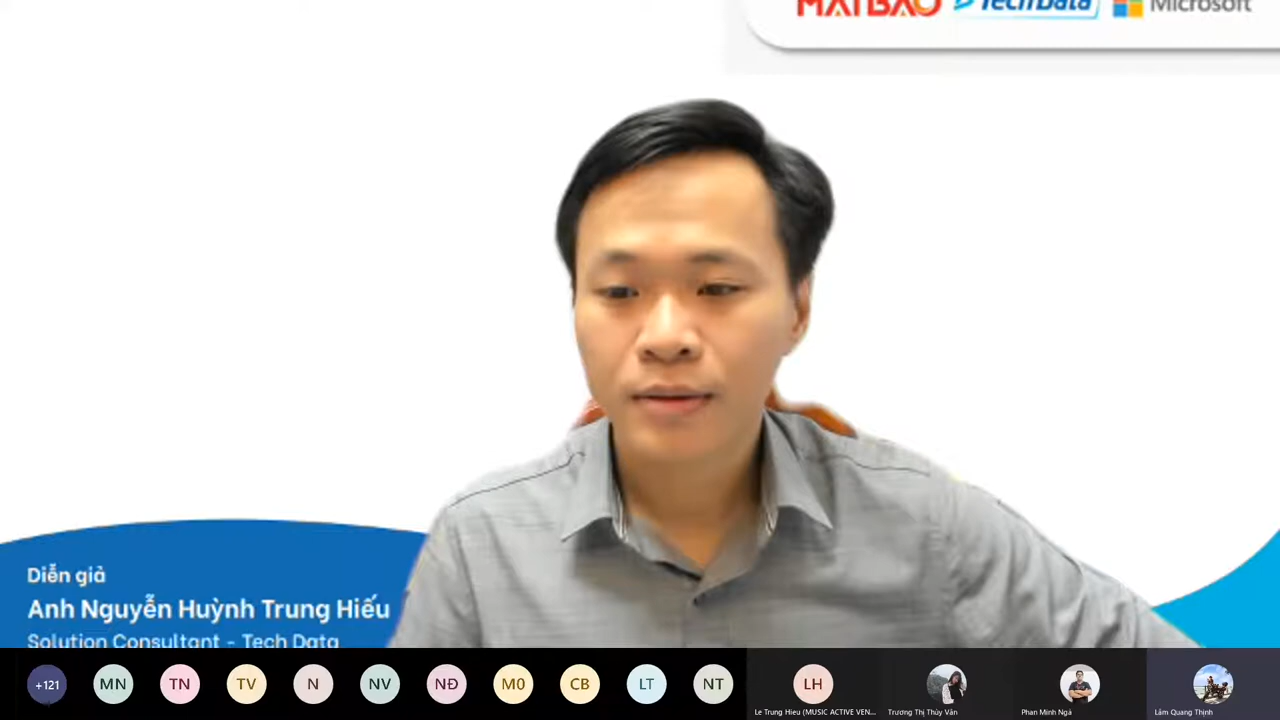 MATBAO TechData Microsoft
Diễn giả
Anh Nguyễn Huỳnh Trung Hiếu
Solution Consultant - Tech Data
+121 MN TN TV N NV NĐ M0 CB LT NT LH
Le Trung Hieu (MUSIC ACTIVE VEN... Trương Thị Thúy Vân Phan Minh Ngà Lâm Quang Thịnh